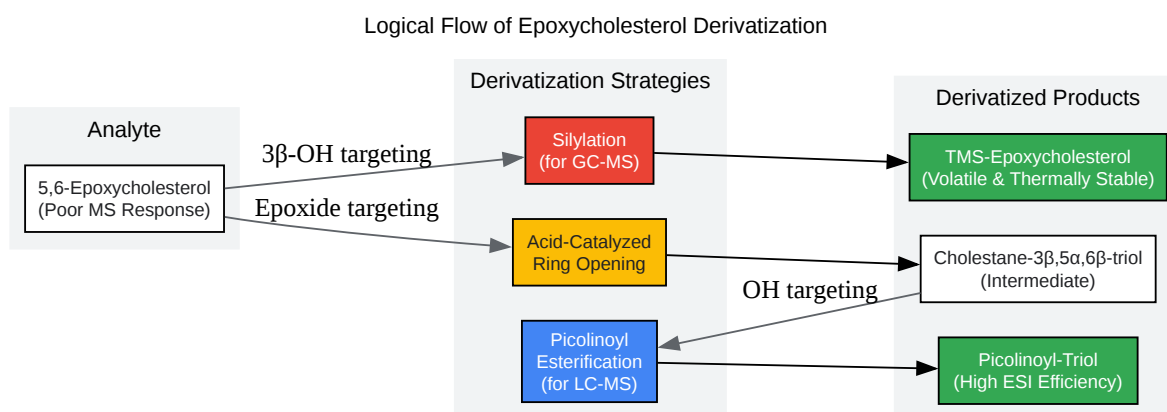 Logical Flow of Epoxycholesterol Derivatization
Analyte
5,6-Epoxycholesterol
(Poor MS Response)
3β-OH targeting
Epoxide targeting
Derivatization Strategies
Silylation
(for GC-MS)
Acid-Catalyzed
Ring Opening
Picolinoyl
Esterification
(for LC-MS)
OH targeting
Derivatized Products
TMS-Epoxycholesterol
(Volatile & Thermally Stable)
Cholestane-3β,5α,6β-triol
(Intermediate)
Picolinoyl-Triol
(High ESI Efficiency)